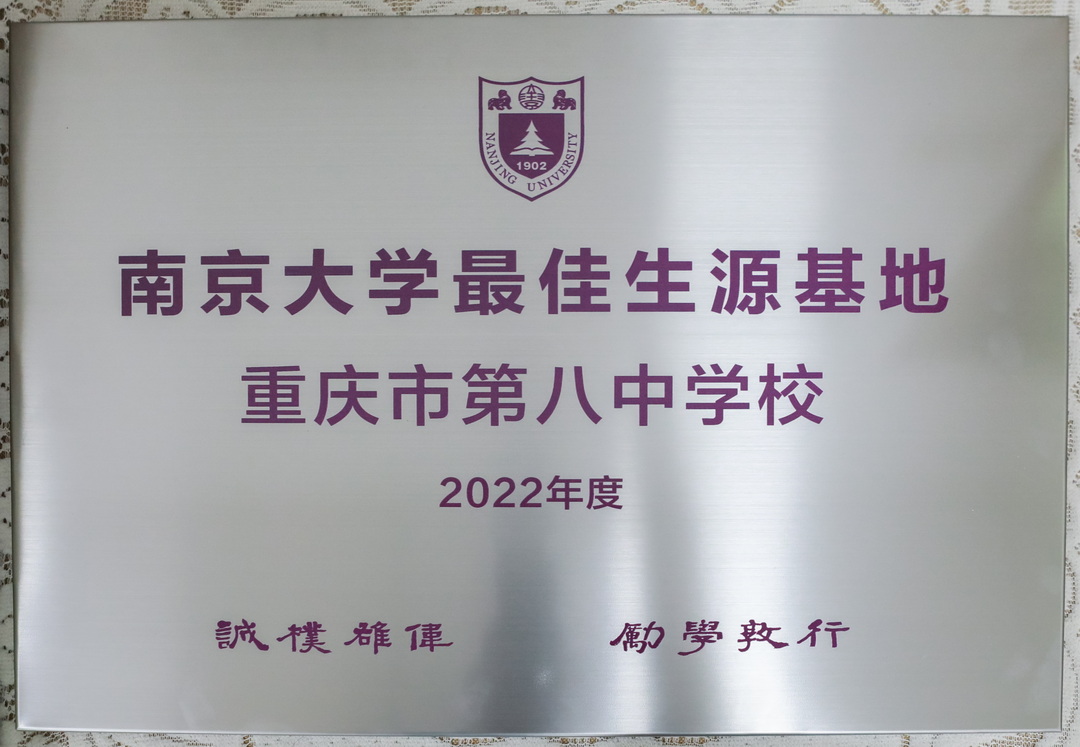 1902
NANJING UNIVERSITY
南京大学最佳生源基地
重庆市第八中学校
2022年度
誠樸雄偉 勵學敦行